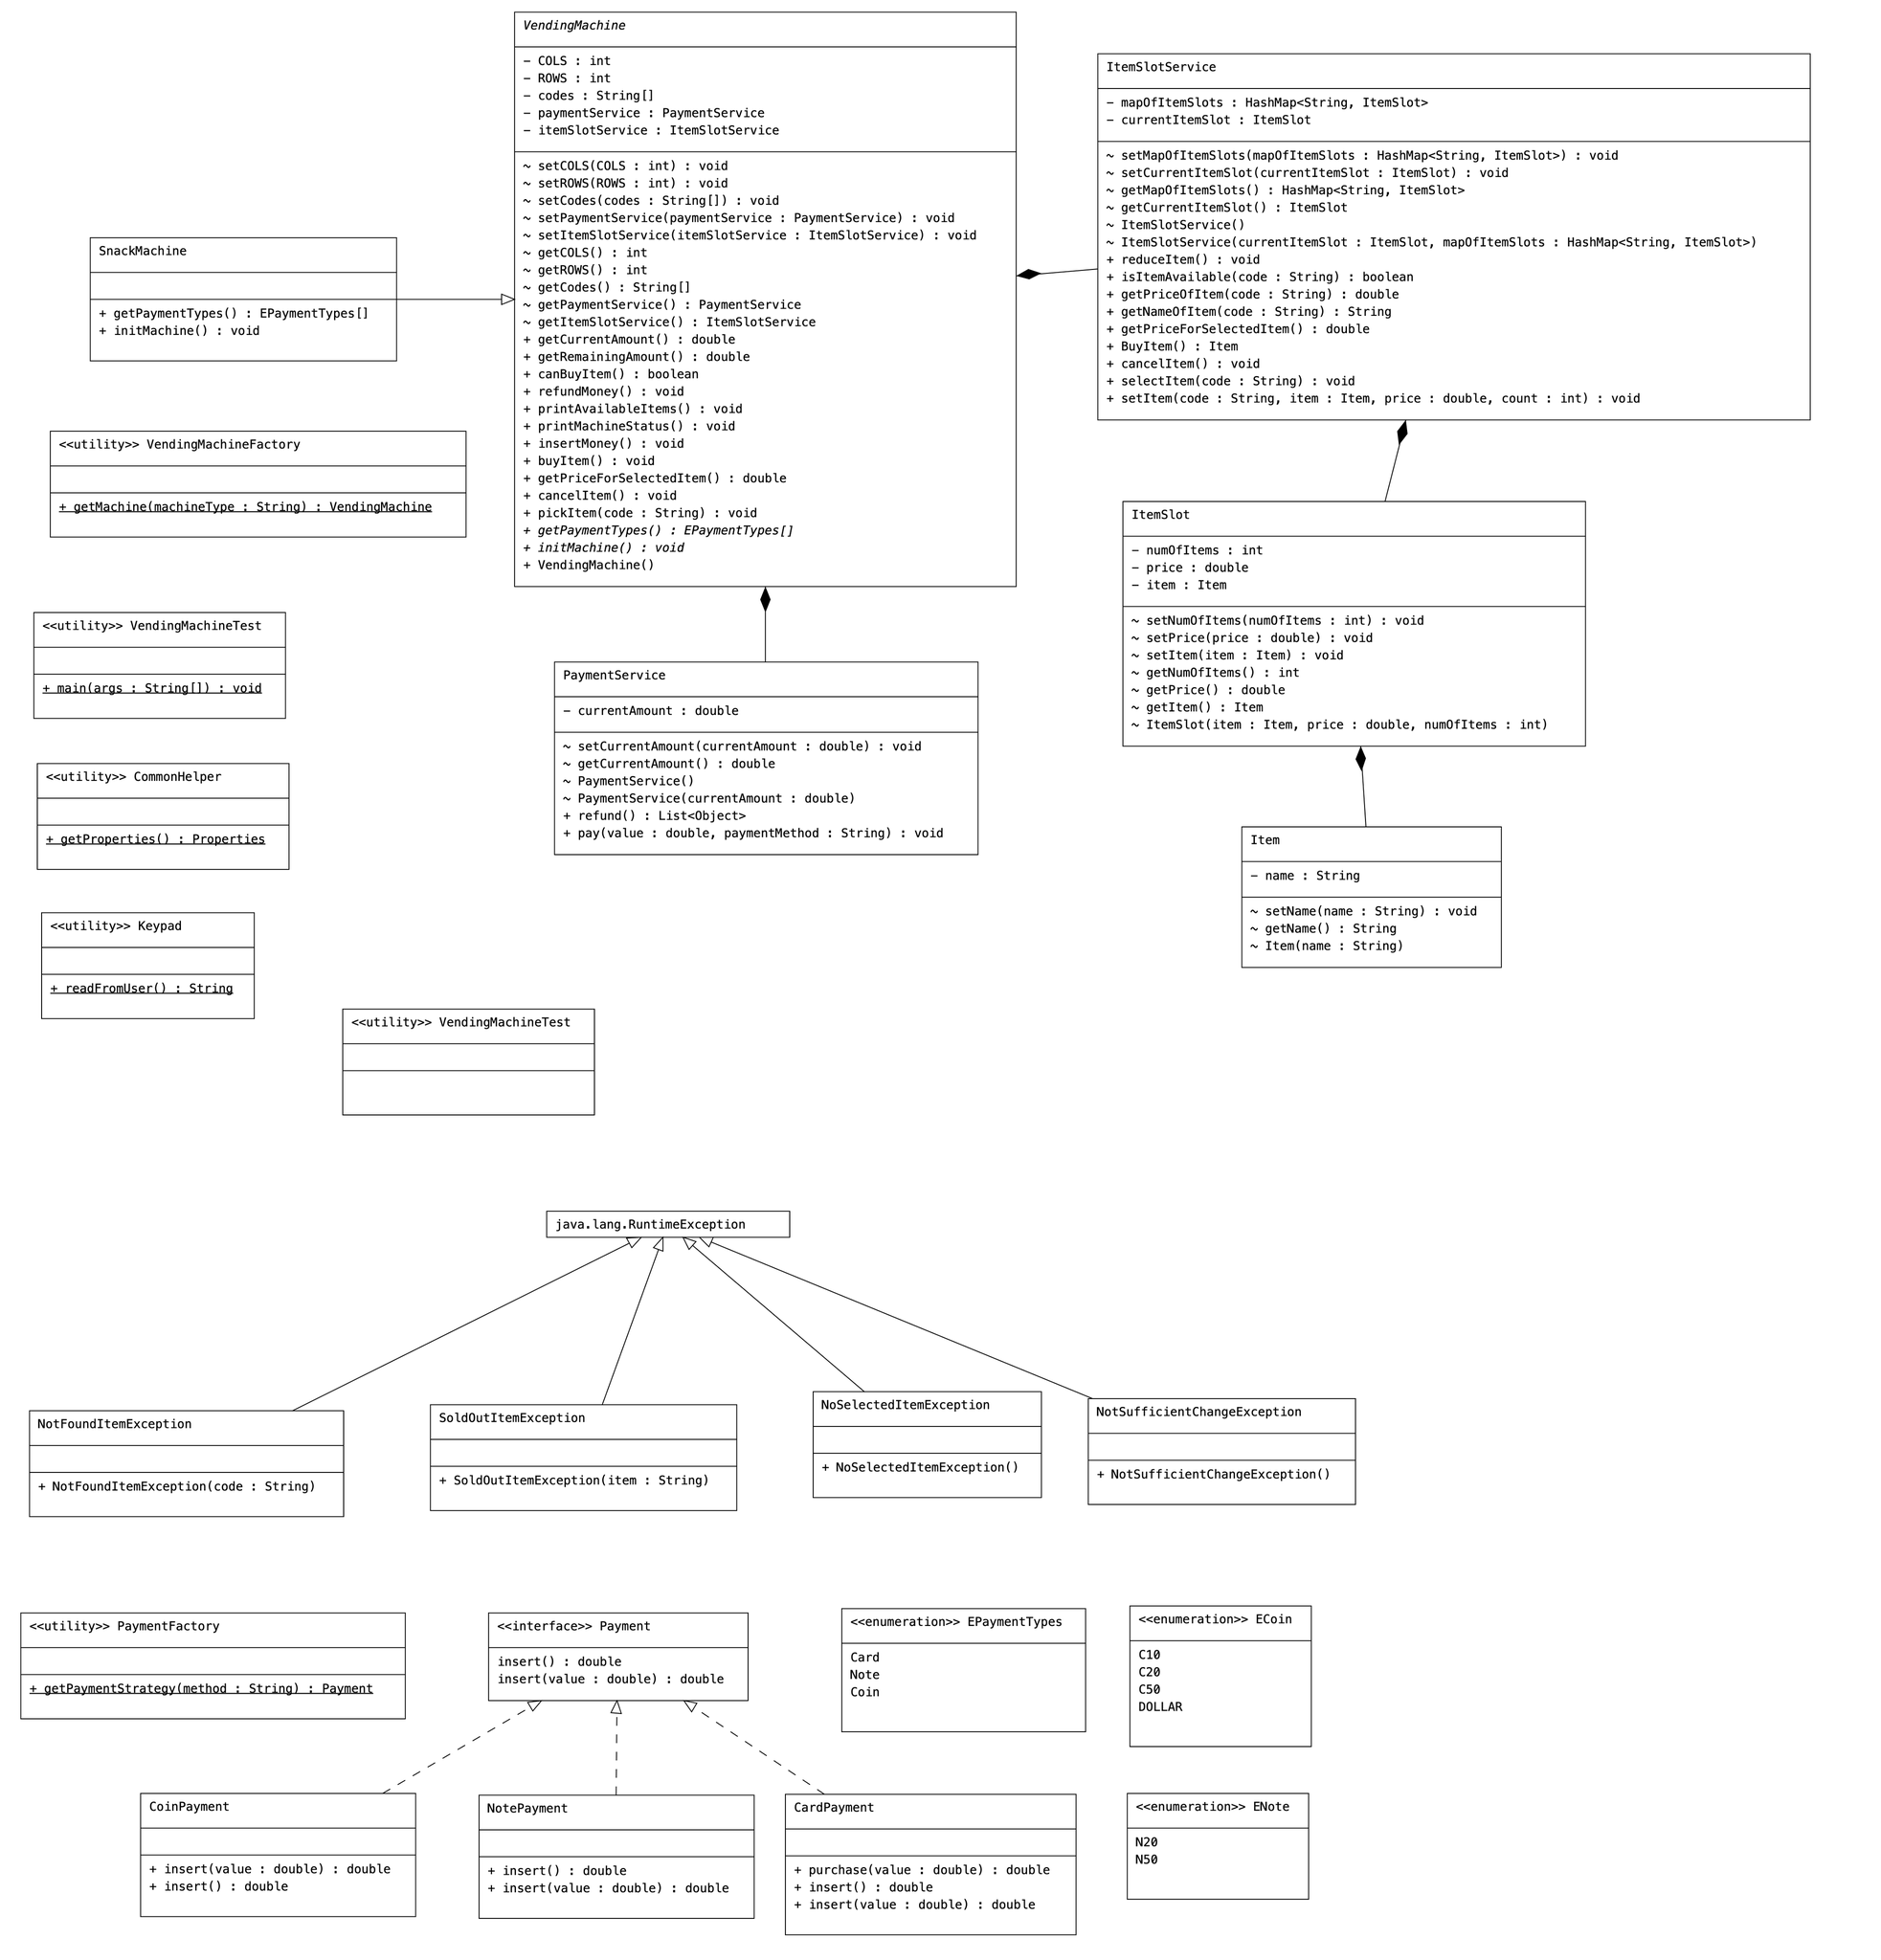 VendingMachine
− COLS : int
− ROWS : int
− codes : String[]
− paymentService : PaymentService
− itemSlotService : ItemSlotService
~ setCOLS(COLS : int) : void
~ setROWS(ROWS : int) : void
~ setCodes(codes : String[]) : void
~ setPaymentService(paymentService : PaymentService) : void
~ setItemSlotService(itemSlotService : ItemSlotService) : void
~ getCOLS() : int
~ getROWS() : int
~ getCodes() : String[]
~ getPaymentService() : PaymentService
~ getItemSlotService() : ItemSlotService
+ getCurrentAmount() : double
+ getRemainingAmount() : double
+ canBuyItem() : boolean
+ refundMoney() : void
+ printAvailableItems() : void
+ printMachineStatus() : void
+ insertMoney() : void
+ buyItem() : void
+ getPriceForSelectedItem() : double
+ cancelItem() : void
+ pickItem(code : String) : void
+ getPaymentTypes() : EPaymentTypes[]
+ initMachine() : void
+ VendingMachine()
ItemSlotService
− mapOfItemSlots : HashMap<String, ItemSlot>
− currentItemSlot : ItemSlot
~ setMapOfItemSlots(mapOfItemSlots : HashMap<String, ItemSlot>) : void
~ setCurrentItemSlot(currentItemSlot : ItemSlot) : void
~ getMapOfItemSlots() : HashMap<String, ItemSlot>
~ getCurrentItemSlot() : ItemSlot
~ ItemSlotService()
~ ItemSlotService(currentItemSlot : ItemSlot, mapOfItemSlots : HashMap<String, ItemSlot>)
+ reduceItem() : void
+ isItemAvailable(code : String) : boolean
+ getPriceOfItem(code : String) : double
+ getNameOfItem(code : String) : String
+ getPriceForSelectedItem() : double
+ BuyItem() : Item
+ cancelItem() : void
+ selectItem(code : String) : void
+ setItem(code : String, item : Item, price : double, count : int) : void
SnackMachine
+ getPaymentTypes() : EPaymentTypes[]
+ initMachine() : void
<<utility>> VendingMachineFactory
+ getMachine(machineType : String) : VendingMachine
ItemSlot
− numOfItems : int
− price : double
− item : Item
~ setNumOfItems(numOfItems : int) : void
~ setPrice(price : double) : void
~ setItem(item : Item) : void
~ getNumOfItems() : int
~ getPrice() : double
~ getItem() : Item
~ ItemSlot(item : Item, price : double, numOfItems : int)
<<utility>> VendingMachineTest
+ main(args : String[]) : void
PaymentService
− currentAmount : double
~ setCurrentAmount(currentAmount : double) : void
~ getCurrentAmount() : double
~ PaymentService()
~ PaymentService(currentAmount : double)
+ refund() : List<Object>
+ pay(value : double, paymentMethod : String) : void
<<utility>> CommonHelper
+ getProperties() : Properties
Item
− name : String
~ setName(name : String) : void
~ getName() : String
~ Item(name : String)
<<utility>> Keypad
+ readFromUser() : String
<<utility>> VendingMachineTest
java.lang.RuntimeException
NotFoundItemException
+ NotFoundItemException(code : String)
SoldOutItemException
+ SoldOutItemException(item : String)
NoSelectedItemException
+ NoSelectedItemException()
NotSufficientChangeException
+ NotSufficientChangeException()
<<utility>> PaymentFactory
+ getPaymentStrategy(method : String) : Payment
<<interface>> Payment
insert() : double
insert(value : double) : double
<<enumeration>> EPaymentTypes
Card
Note
Coin
<<enumeration>> ECoin
C10
C20
C50
DOLLAR
CoinPayment
+ insert(value : double) : double
+ insert() : double
NotePayment
+ insert() : double
+ insert(value : double) : double
CardPayment
+ purchase(value : double) : double
+ insert() : double
+ insert(value : double) : double
<<enumeration>> ENote
N20
N50